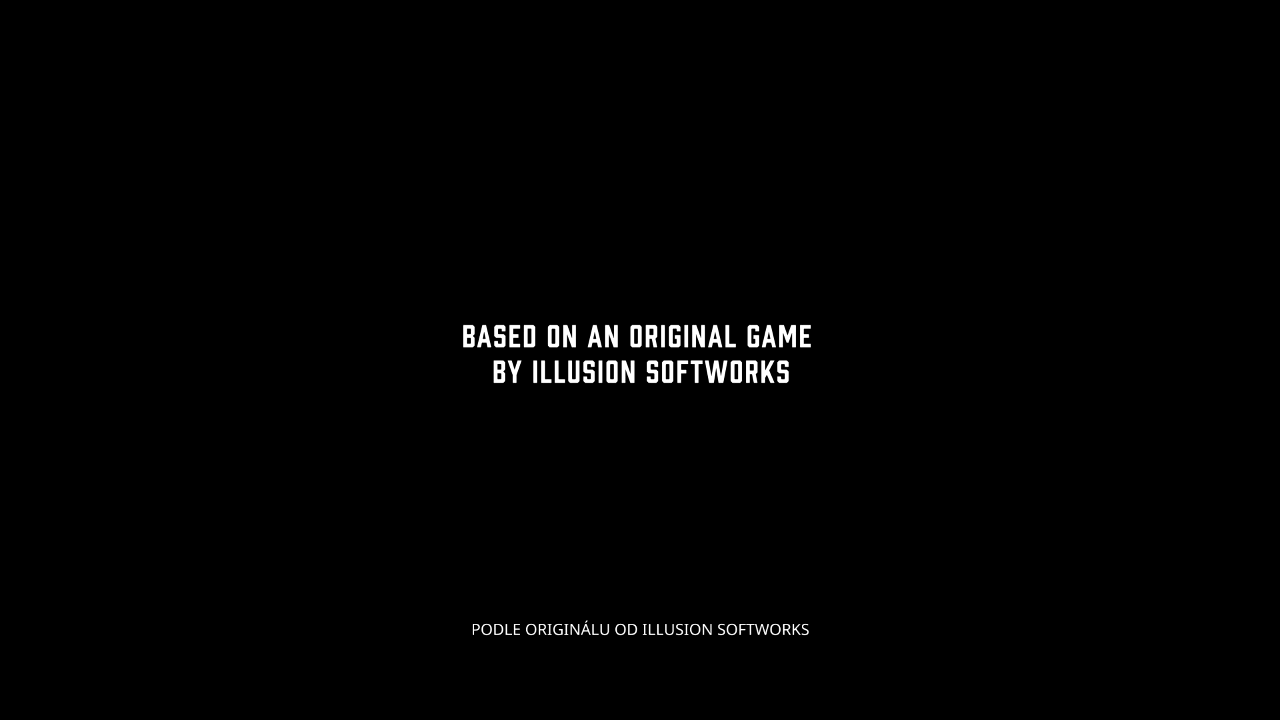 BASED ON AN ORIGINAL GAME
BY ILLUSION SOFTWORKS
PODLE ORIGINÁLU OD ILLUSION SOFTWORKS